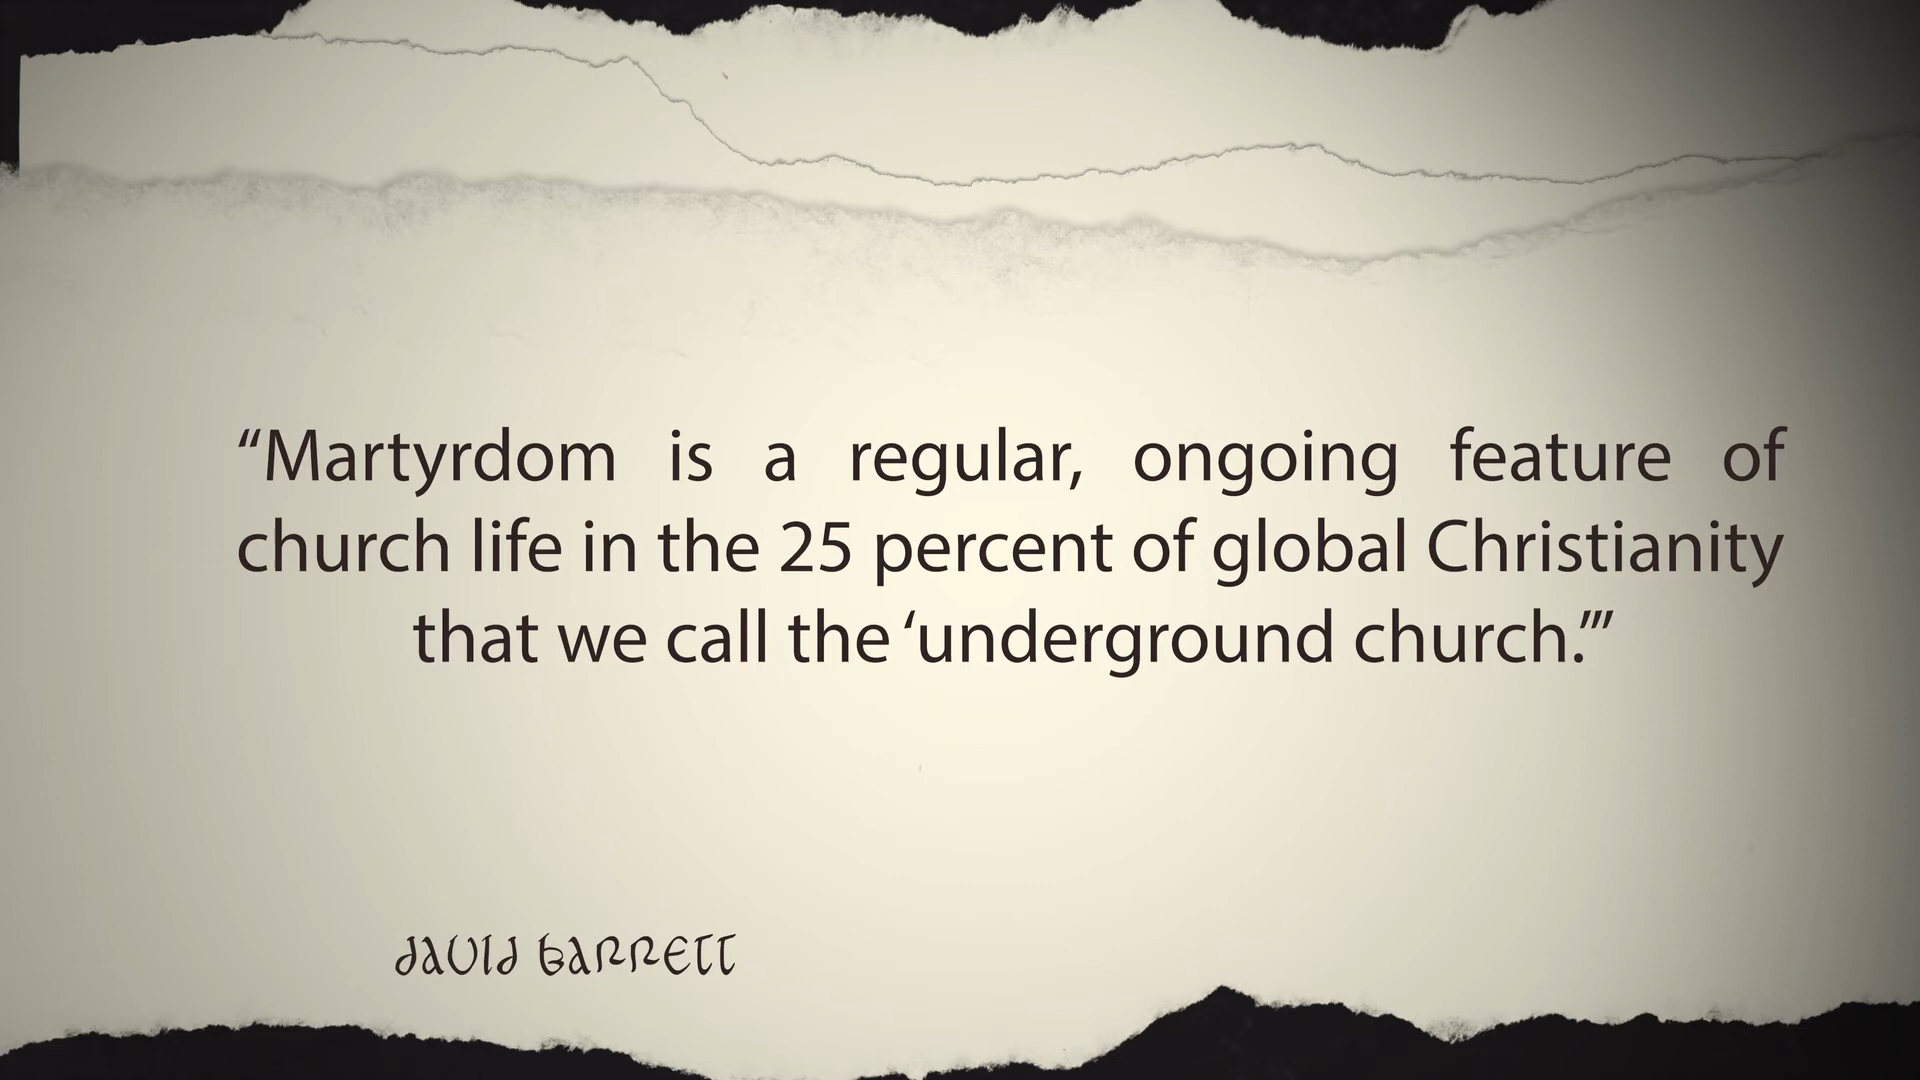 “Martyrdom is a regular, ongoing feature of
church life in the 25 percent of global Christianity
that we call the ‘underground church.’”
DAVID BARRETT